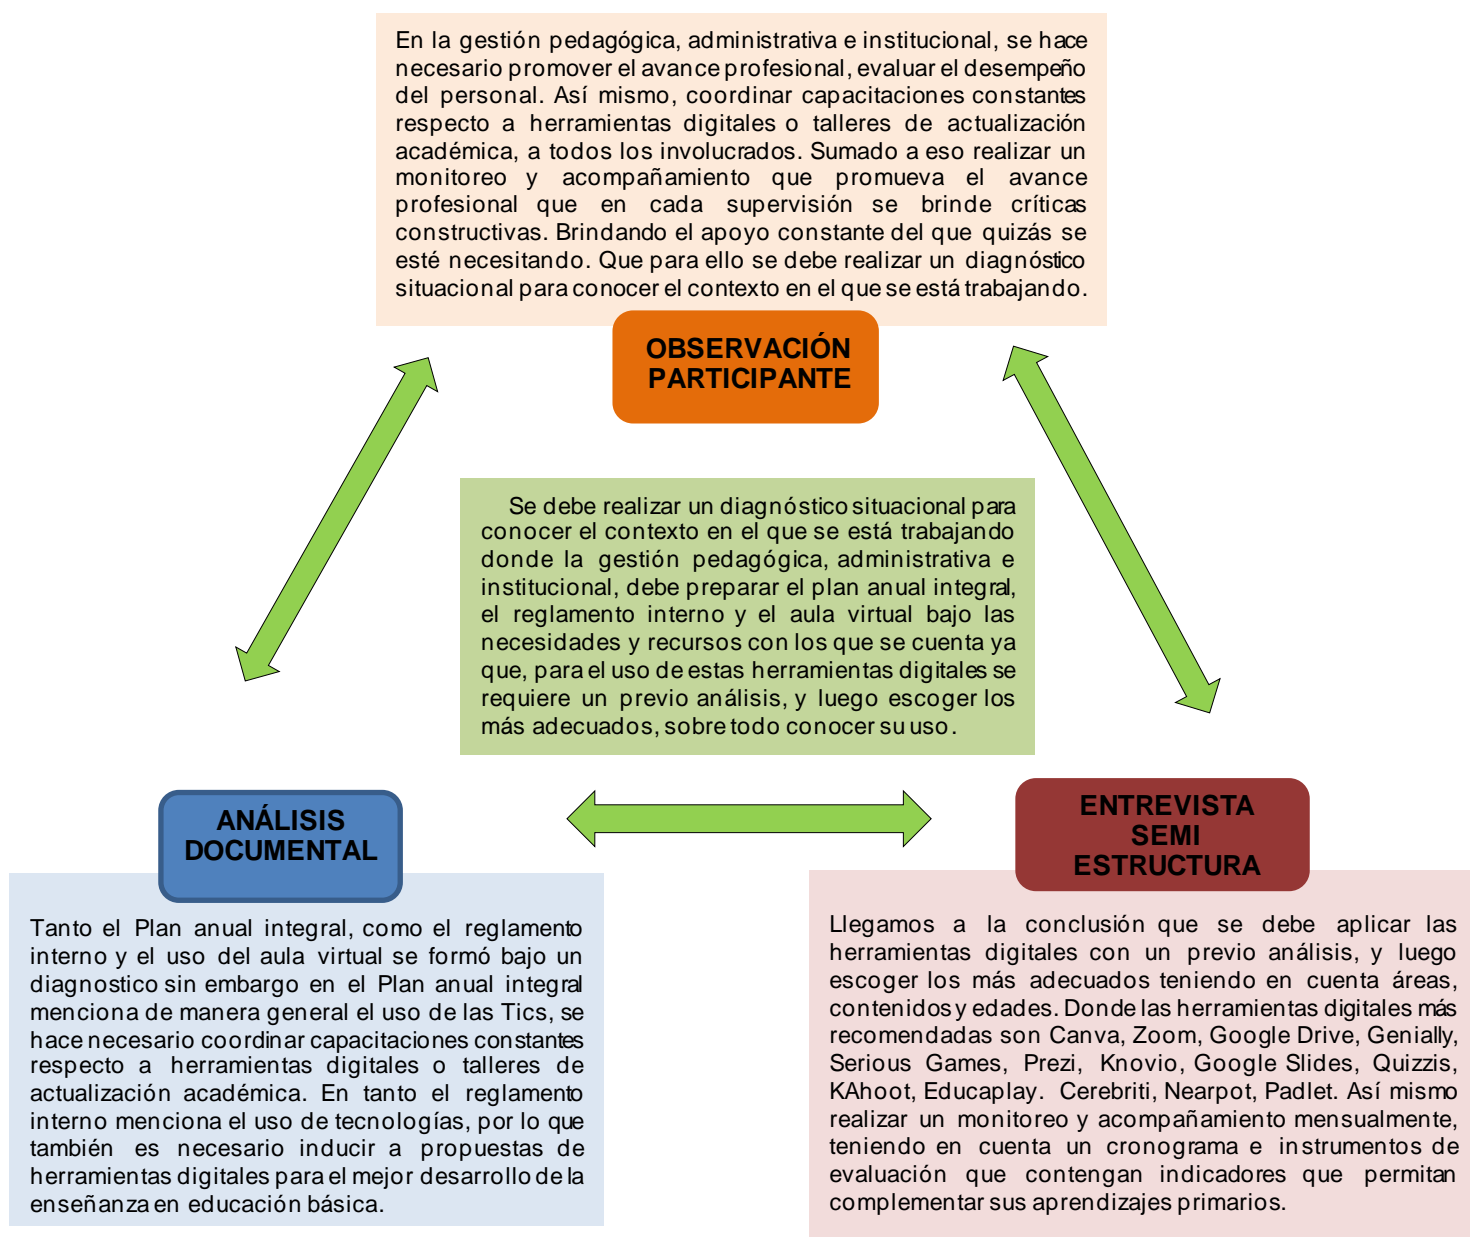 En la gestión pedagógica, administrativa e institucional, se hace
necesario promover el avance profesional, evaluar el desempeño
del personal. Así mismo, coordinar capacitaciones constantes
respecto a herramientas digitales o talleres de actualización
académica, a todos los involucrados. Sumado a eso realizar un
monitoreo y acompañamiento que promueva el avance
profesional que en cada supervisión se brinde críticas
constructivas. Brindando el apoyo constante del que quizás se
esté necesitando. Que para ello se debe realizar un diagnóstico
situacional para conocer el contexto en el que se está trabajando.
OBSERVACIÓN
PARTICIPANTE
Se debe realizar un diagnóstico situacional para
conocer el contexto en el que se está trabajando
donde la gestión pedagógica, administrativa e
institucional, debe preparar el plan anual integral,
el reglamento interno y el aula virtual bajo las
necesidades y recursos con los que se cuenta ya
que, para el uso de estas herramientas digitales se
requiere un previo análisis, y luego escoger los
más adecuados, sobre todo conocer su uso.
ANÁLISIS
DOCUMENTAL
Tanto el Plan anual integral, como el reglamento
interno y el uso del aula virtual se formó bajo un
diagnostico sin embargo en el Plan anual integral
menciona de manera general el uso de las Tics, se
hace necesario coordinar capacitaciones constantes
respecto a herramientas digitales o talleres de
actualización académica. En tanto el reglamento
interno menciona el uso de tecnologías, por lo que
también es necesario inducir a propuestas de
herramientas digitales para el mejor desarrollo de la
enseñanza en educación básica.
ENTREVISTA
SEMI
ESTRUCTURA
Llegamos a la conclusión que se debe aplicar las
herramientas digitales con un previo análisis, y luego
escoger los más adecuados teniendo en cuenta áreas,
contenidos y edades. Donde las herramientas digitales más
recomendadas son Canva, Zoom, Google Drive, Genially,
Serious Games, Prezi, Knovio, Google Slides, Quizzis,
KAhoot, Educaplay. Cerebriti, Nearpot, Padlet. Así mismo
realizar un monitoreo y acompañamiento mensualmente,
teniendo en cuenta un cronograma e instrumentos de
evaluación que contengan indicadores que permitan
complementar sus aprendizajes primarios.